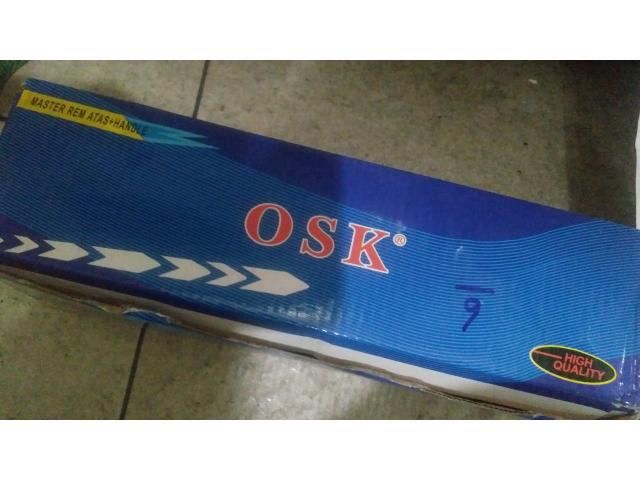 MASTER REM ATAS+HANDLE
OSK®
9
HIGH
QUALITY